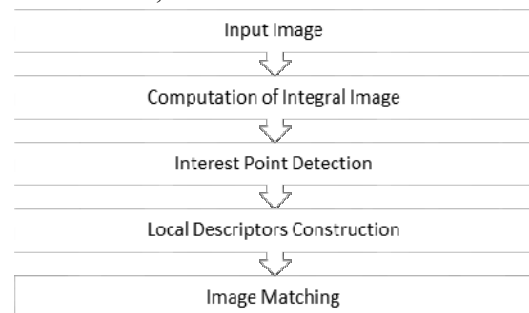 Input Image
Computation of Integral Image
Interest Point Detection
Local Descriptors Construction
Image Matching